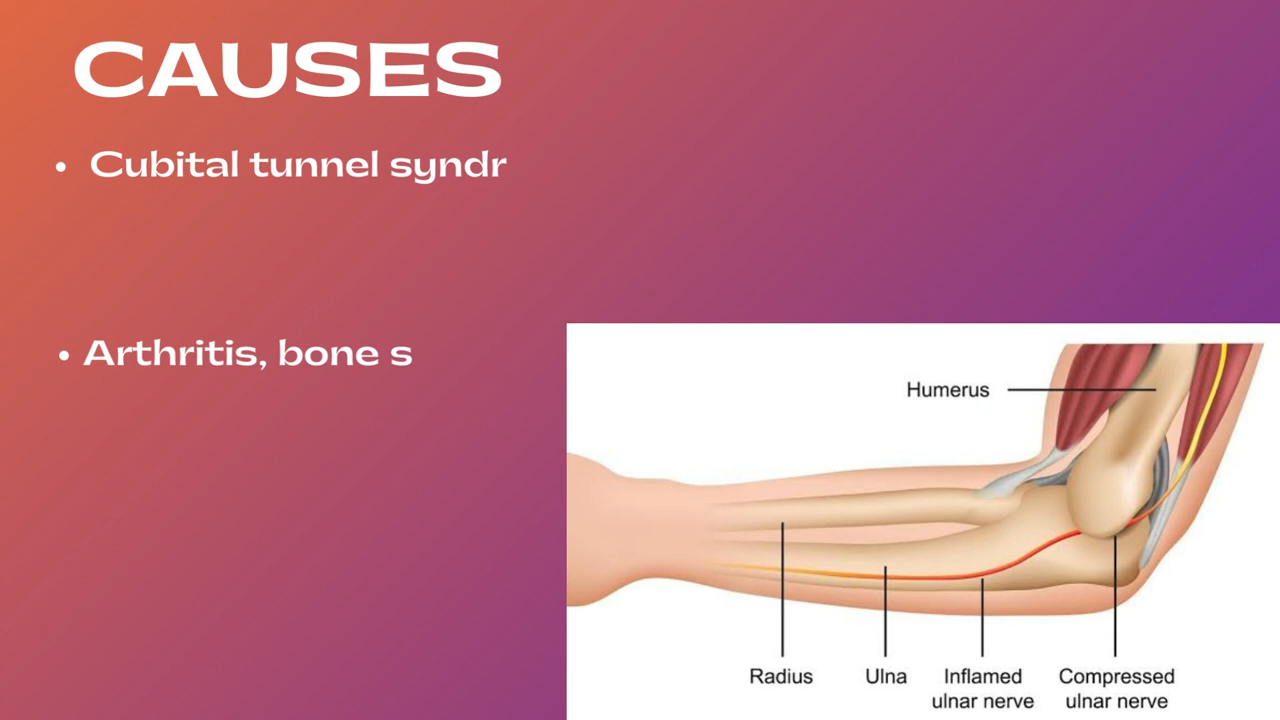 CAUSES
• Cubital tunnel syndr
• Arthritis, bone s
Humerus
Radius
Ulna
Inflamed
ulnar nerve
Compressed
ulnar nerve